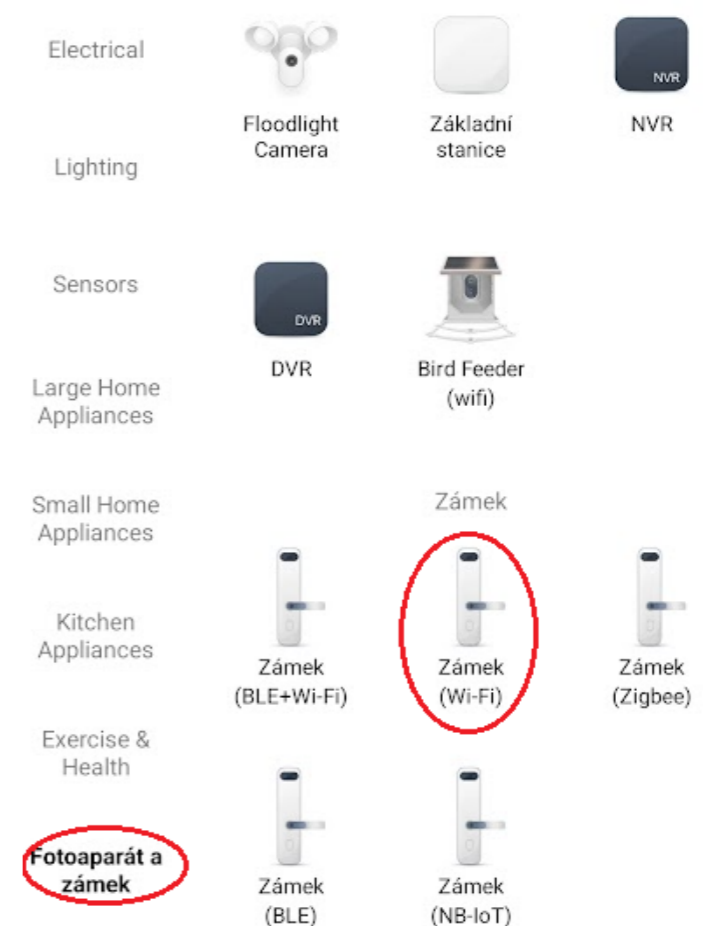 Electrical
Lighting
Sensors
Large Home
Appliances
Small Home
Appliances
Kitchen
Appliances
Exercise &
Health
Fotoaparát a
zámek
Floodlight
Camera
Základní
stanice
NVR
NVR
DVR
DVR
Bird Feeder
(wifi)
Zámek
Zámek
(BLE+Wi-Fi)
Zámek
(Wi-Fi)
Zámek
(Zigbee)
Zámek
(BLE)
Zámek
(NB-IoT)